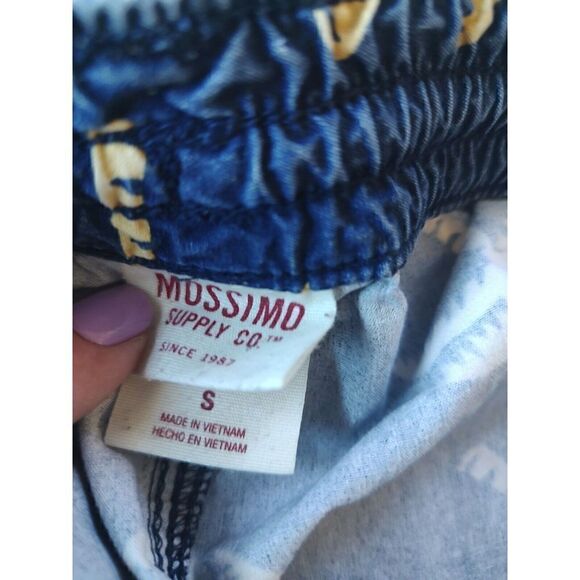 MOSSIMO
SUPPLY CO.™
SINCE 1987
S
MADE IN VIETNAM
HECHO EN VIETNAM